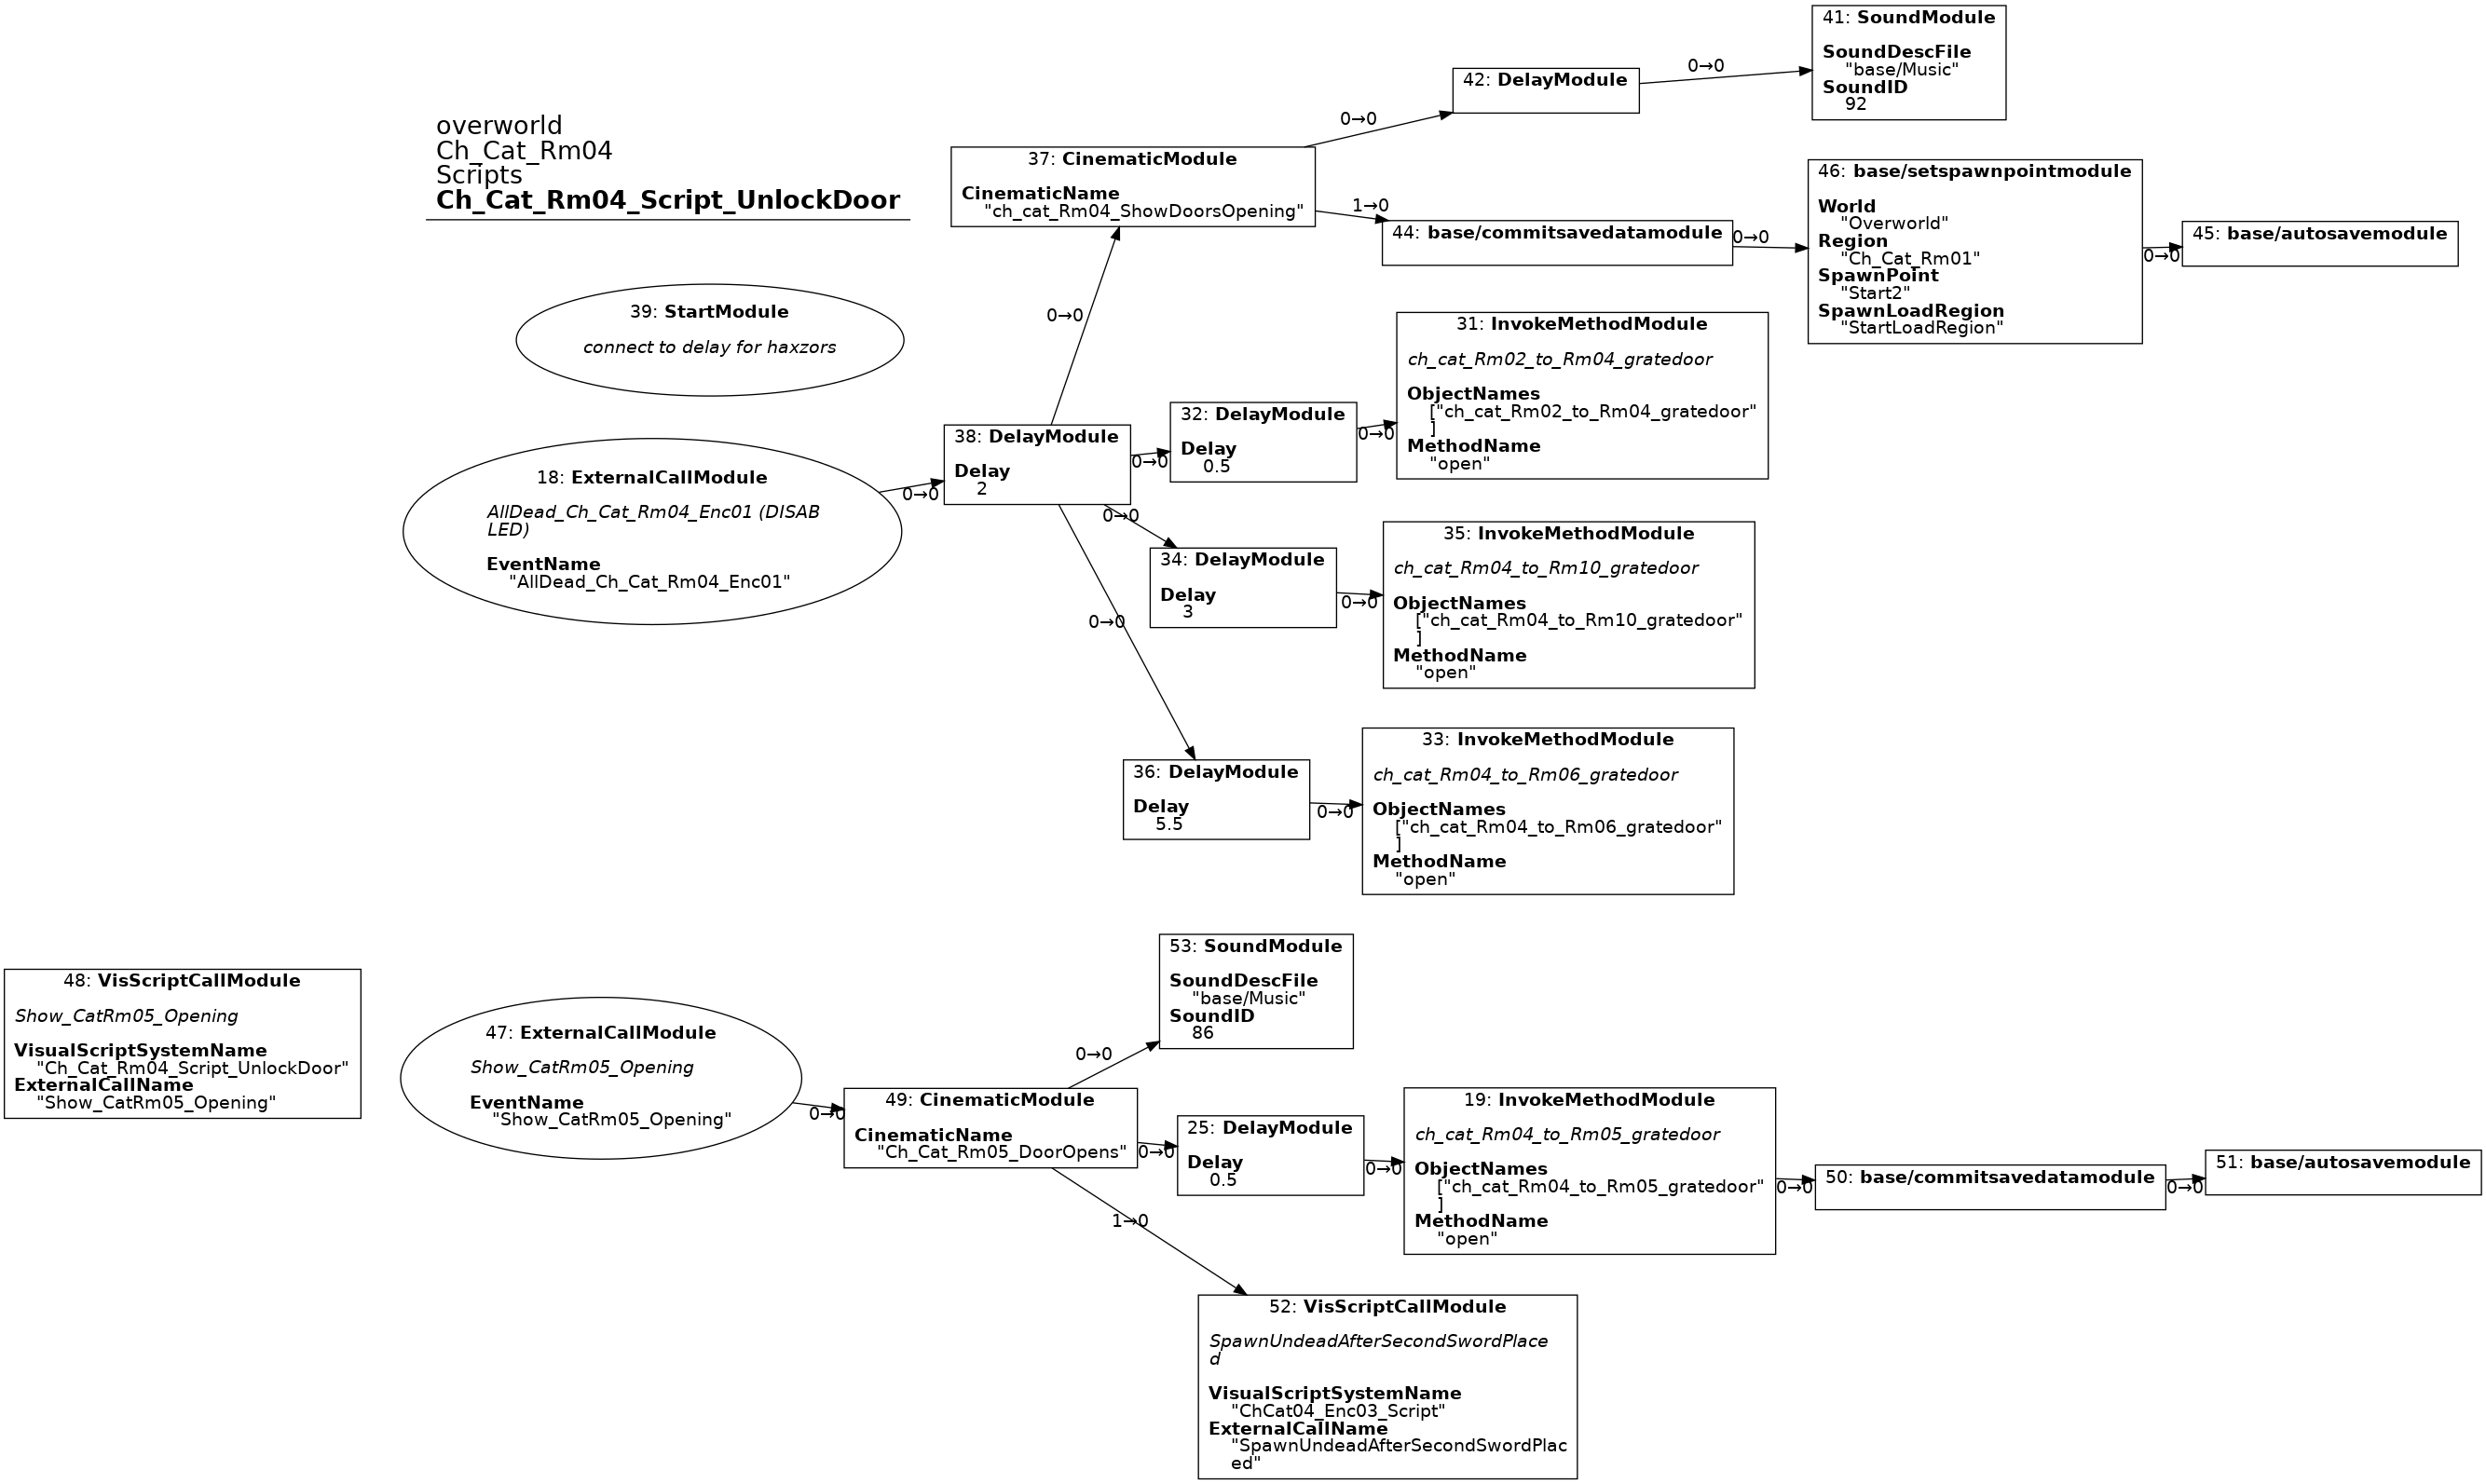 overworld
Ch_Cat_Rm04
Scripts
Ch_Cat_Rm04_Script_UnlockDoor
39: StartModule
connect to delay for haxzors
18: ExternalCallModule
AllDead_Ch_Cat_Rm04_Enc01 (DISAB
LED)
EventName
"AllDead_Ch_Cat_Rm04_Enc01"
0→0
38: DelayModule
Delay
2
0→0
0→0
0→0
0→0
37: CinematicModule
CinematicName
"ch_cat_Rm04_ShowDoorsOpening"
0→0
1→0
42: DelayModule
0→0
41: SoundModule
SoundDescFile
"base/Music"
SoundID
92
44: base/commitsavedatamodule
0→0
46: base/setspawnpointmodule
World
"Overworld"
Region
"Ch_Cat_Rm01"
SpawnPoint
"Start2"
SpawnLoadRegion
"StartLoadRegion"
0→0
45: base/autosavemodule
32: DelayModule
Delay
0.5
0→0
31: InvokeMethodModule
ch_cat_Rm02_to_Rm04_gratedoor
ObjectNames
["ch_cat_Rm02_to_Rm04_gratedoor"
]
MethodName
"open"
34: DelayModule
Delay
3
0→0
35: InvokeMethodModule
ch_cat_Rm04_to_Rm10_gratedoor
ObjectNames
["ch_cat_Rm04_to_Rm10_gratedoor"
]
MethodName
"open"
36: DelayModule
Delay
5.5
0→0
33: InvokeMethodModule
ch_cat_Rm04_to_Rm06_gratedoor
ObjectNames
["ch_cat_Rm04_to_Rm06_gratedoor"
]
MethodName
"open"
48: VisScriptCallModule
Show_CatRm05_Opening
VisualScriptSystemName
"Ch_Cat_Rm04_Script_UnlockDoor"
ExternalCallName
"Show_CatRm05_Opening"
47: ExternalCallModule
Show_CatRm05_Opening
EventName
"Show_CatRm05_Opening"
0→0
49: CinematicModule
CinematicName
"Ch_Cat_Rm05_DoorOpens"
0→0
0→0
1→0
53: SoundModule
SoundDescFile
"base/Music"
SoundID
86
25: DelayModule
Delay
0.5
0→0
19: InvokeMethodModule
ch_cat_Rm04_to_Rm05_gratedoor
ObjectNames
["ch_cat_Rm04_to_Rm05_gratedoor"
]
MethodName
"open"
0→0
50: base/commitsavedatamodule
0→0
51: base/autosavemodule
52: VisScriptCallModule
SpawnUndeadAfterSecondSwordPlace
d
VisualScriptSystemName
"ChCat04_Enc03_Script"
ExternalCallName
"SpawnUndeadAfterSecondSwordPlac
ed"